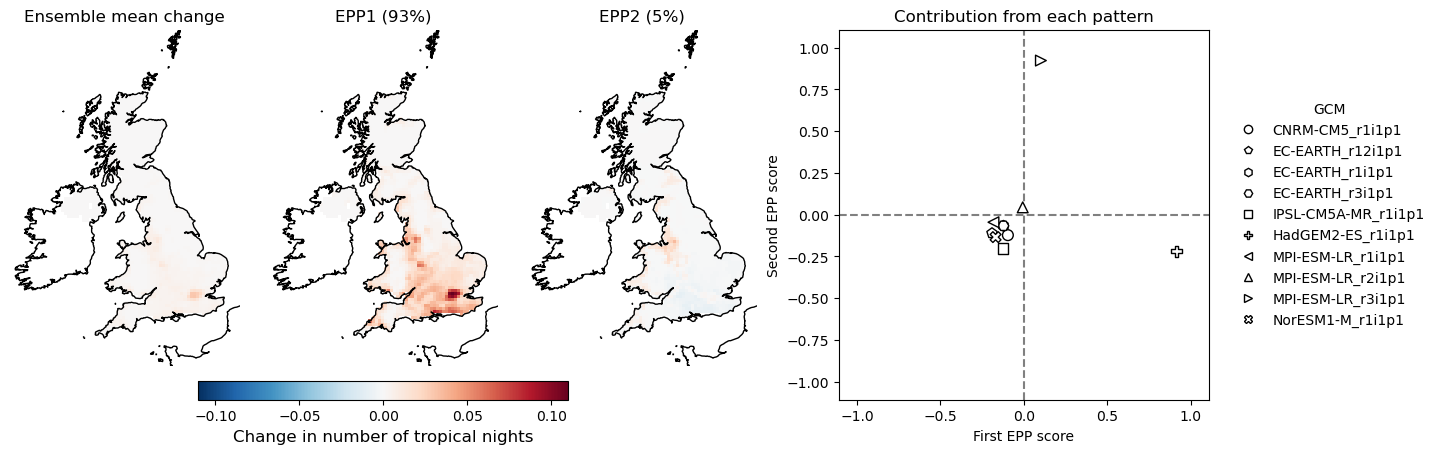 Ensemble mean change
EPP1 (93%)
EPP2 (5%)
−0.10
−0.05
0.00
0.05
0.10
Change in number of tropical nights
Contribution from each pattern
1.00
0.75
0.50
0.25
0.00
−0.25
−0.50
−0.75
−1.00
Second EPP score
−1.0
−0.5
0.0
0.5
1.0
First EPP score
GCM
CNRM-CM5_r1i1p1
EC-EARTH_r12i1p1
EC-EARTH_r1i1p1
EC-EARTH_r3i1p1
IPSL-CM5A-MR_r1i1p1
HadGEM2-ES_r1i1p1
MPI-ESM-LR_r1i1p1
MPI-ESM-LR_r2i1p1
MPI-ESM-LR_r3i1p1
NorESM1-M_r1i1p1